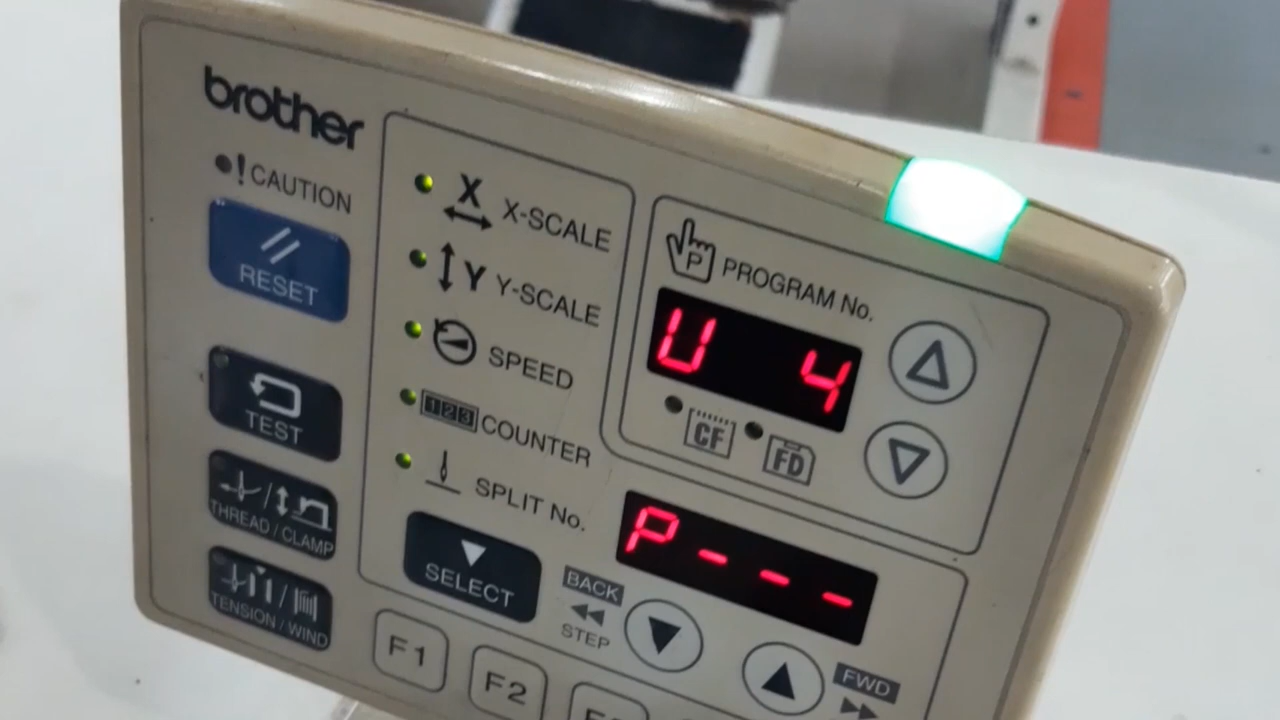 brother
! CAUTION
RESET
TEST
THREAD / CLAMP
TENSION / WIND
X X-SCALE
Y Y-SCALE
SPEED
123 COUNTER
SPLIT No.
SELECT
P PROGRAM No.
U 4
CF
FD
P---
BACK
STEP
FWD
F1
F2